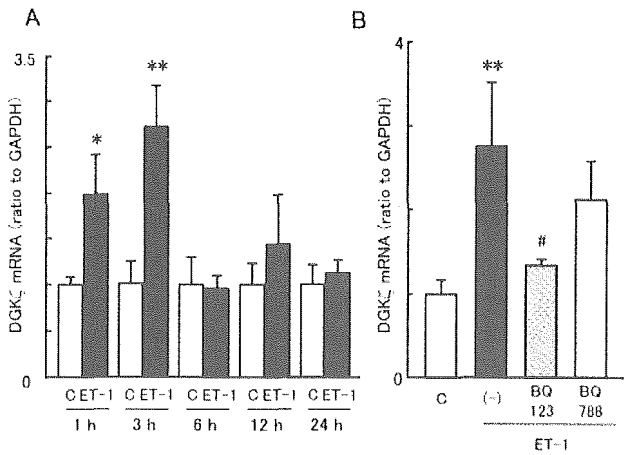 A
DGKζ mRNA (ratio to GAPDH)
3.5
0
* **
C ET-1 C ET-1 C ET-1 C ET-1 C ET-1
1 h 3 h 6 h 12 h 24 h
B
DGKζ mRNA (ratio to GAPDH)
4
2
0
**
#
C (-) BQ BQ
123 788
ET-1